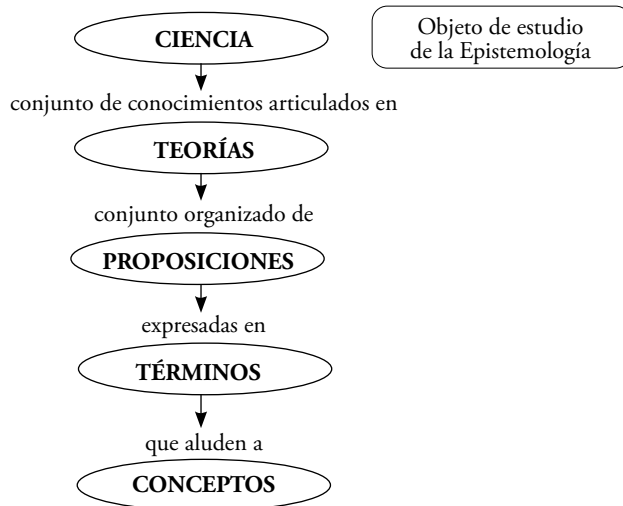 CIENCIA
Objeto de estudio
de la Epistemología
conjunto de conocimientos articulados en
TEORÍAS
conjunto organizado de
PROPOSICIONES
expresadas en
TÉRMINOS
que aluden a
CONCEPTOS